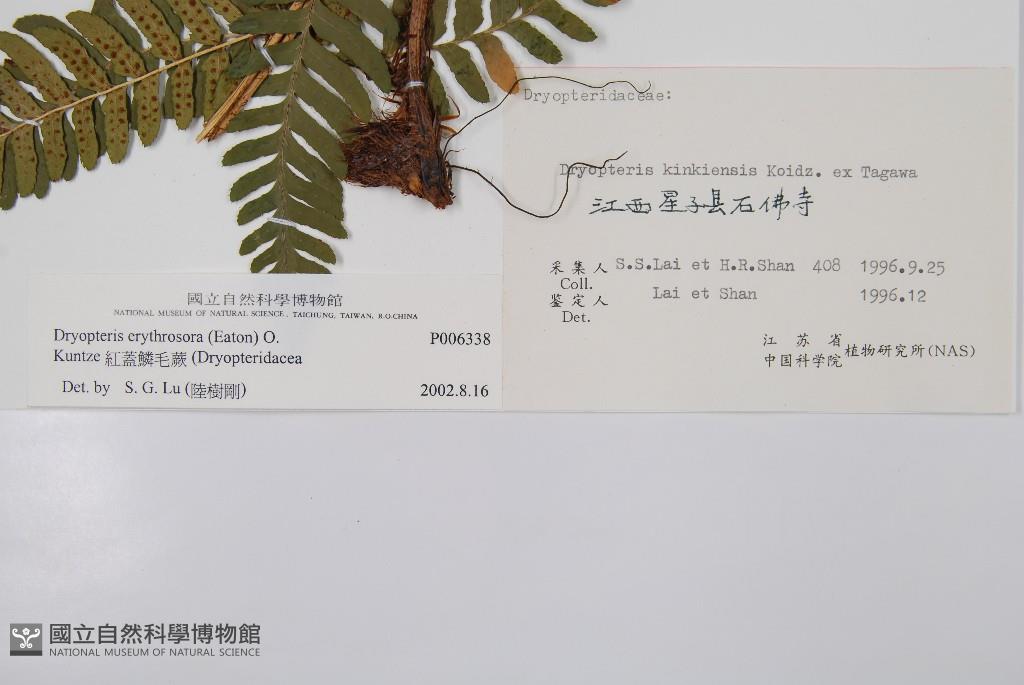 Dryopteridaceae:
Dryopteris kinkiensis Koidz. ex Tagawa
江西星子县石佛寺
采集人 S.S.Lai et H.R.Shan 408 1996.9.25
Coll.
鉴定人 Lai et Shan 1996.12
Det.
江苏省
中国科学院植物研究所(NAS)
國立自然科學博物館
NATIONAL MUSEUM OF NATURAL SCIENCE, TAICHUNG, TAIWAN, R.O.CHINA
Dryopteris erythrosora (Eaton) O. P006338
Kuntze 紅蓋鱗毛蕨 (Dryopteridacea
Det. by S. G. Lu (陸樹剛) 2002.8.16
國立自然科學博物館
NATIONAL MUSEUM OF NATURAL SCIENCE